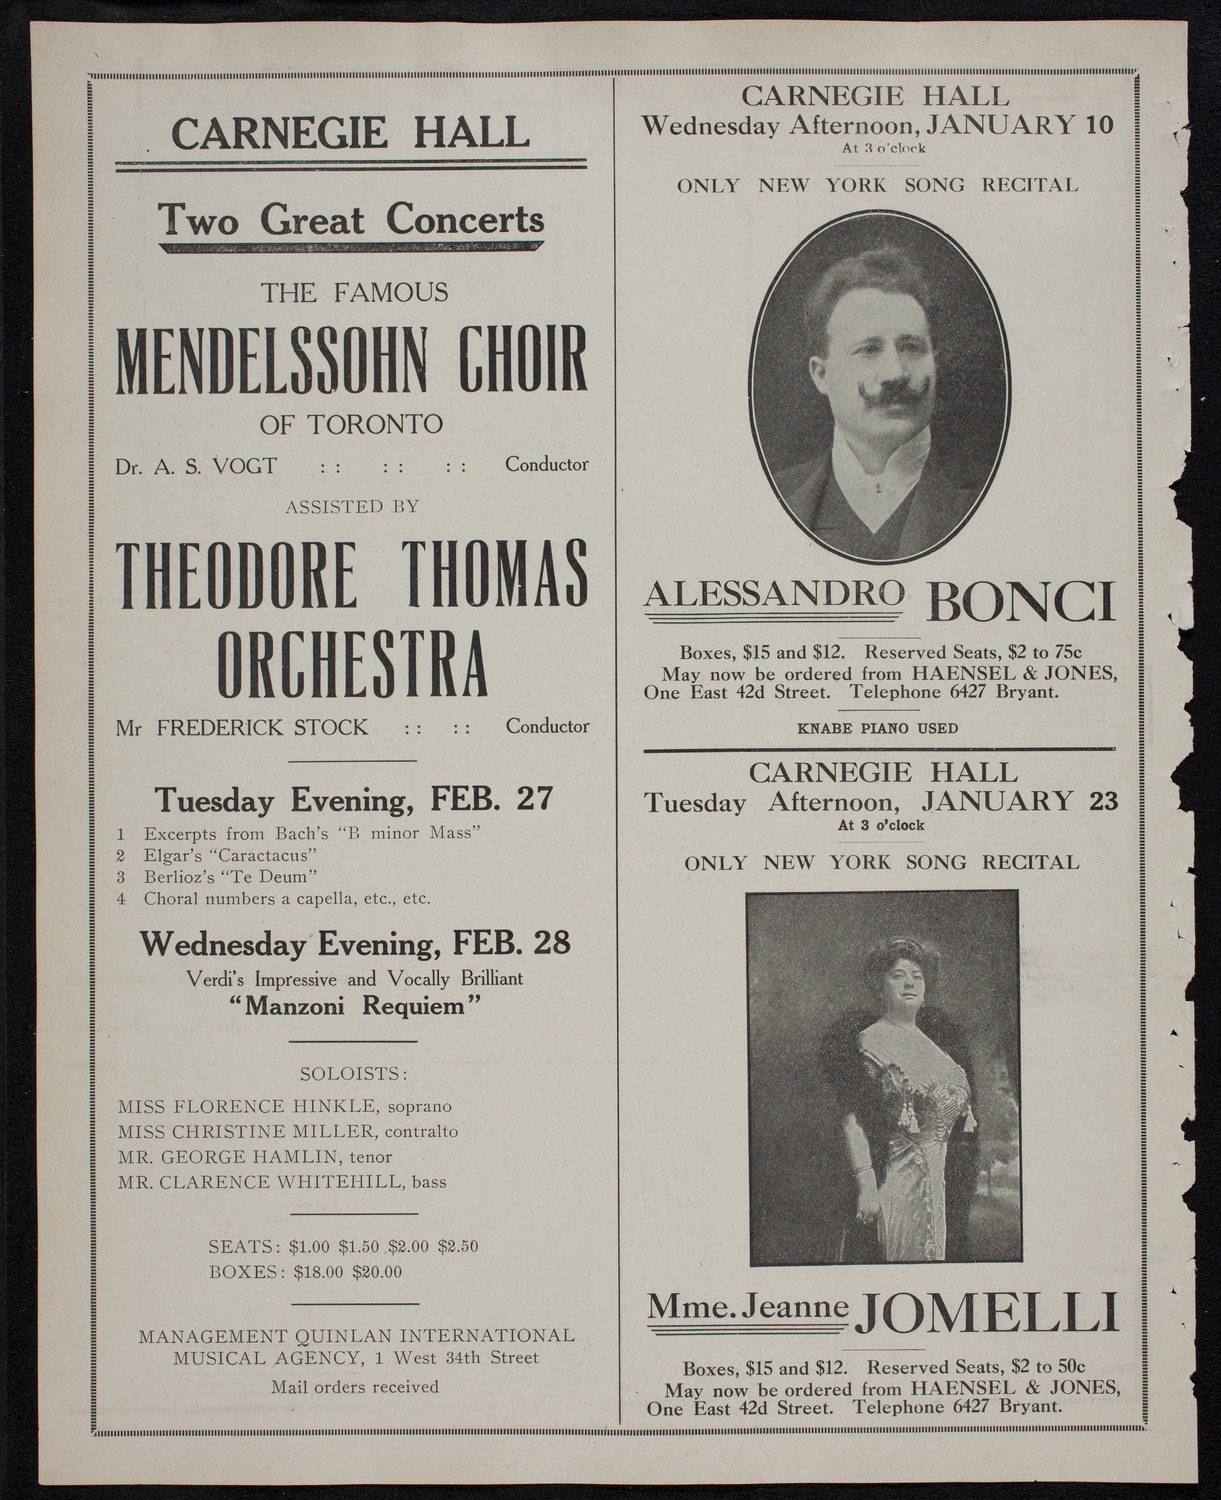 CARNEGIE HALL
Two Great Concerts
THE FAMOUS
MENDELSSOHN CHOIR
OF TORONTO
Dr. A. S. VOGT : : : : : : Conductor
ASSISTED BY
THEODORE THOMAS
ORCHESTRA
Mr FREDERICK STOCK : : : : Conductor
Tuesday Evening, FEB. 27
1 Excerpts from Bach's "B minor Mass"
2 Elgar's "Caractacus"
3 Berlioz's "Te Deum"
4 Choral numbers a capella, etc., etc.
Wednesday Evening, FEB. 28
Verdi's Impressive and Vocally Brilliant
"Manzoni Requiem"
SOLOISTS:
MISS FLORENCE HINKLE, soprano
MISS CHRISTINE MILLER, contralto
MR. GEORGE HAMLIN, tenor
MR. CLARENCE WHITEHILL, bass
SEATS: $1.00 $1.50 $2.00 $2.50
BOXES: $18.00 $20.00
MANAGEMENT QUINLAN INTERNATIONAL
MUSICAL AGENCY, 1 West 34th Street
Mail orders received
CARNEGIE HALL
Wednesday Afternoon, JANUARY 10
At 3 o'clock
ONLY NEW YORK SONG RECITAL
ALESSANDRO BONCI
Boxes, $15 and $12. Reserved Seats, $2 to 75c
May now be ordered from HAENSEL & JONES,
One East 42d Street. Telephone 6427 Bryant.
KNABE PIANO USED
CARNEGIE HALL
Tuesday Afternoon, JANUARY 23
At 3 o'clock
ONLY NEW YORK SONG RECITAL
Mme. Jeanne JOMELLI
Boxes, $15 and $12. Reserved Seats, $2 to 50c
May now be ordered from HAENSEL & JONES,
One East 42d Street. Telephone 6427 Bryant.